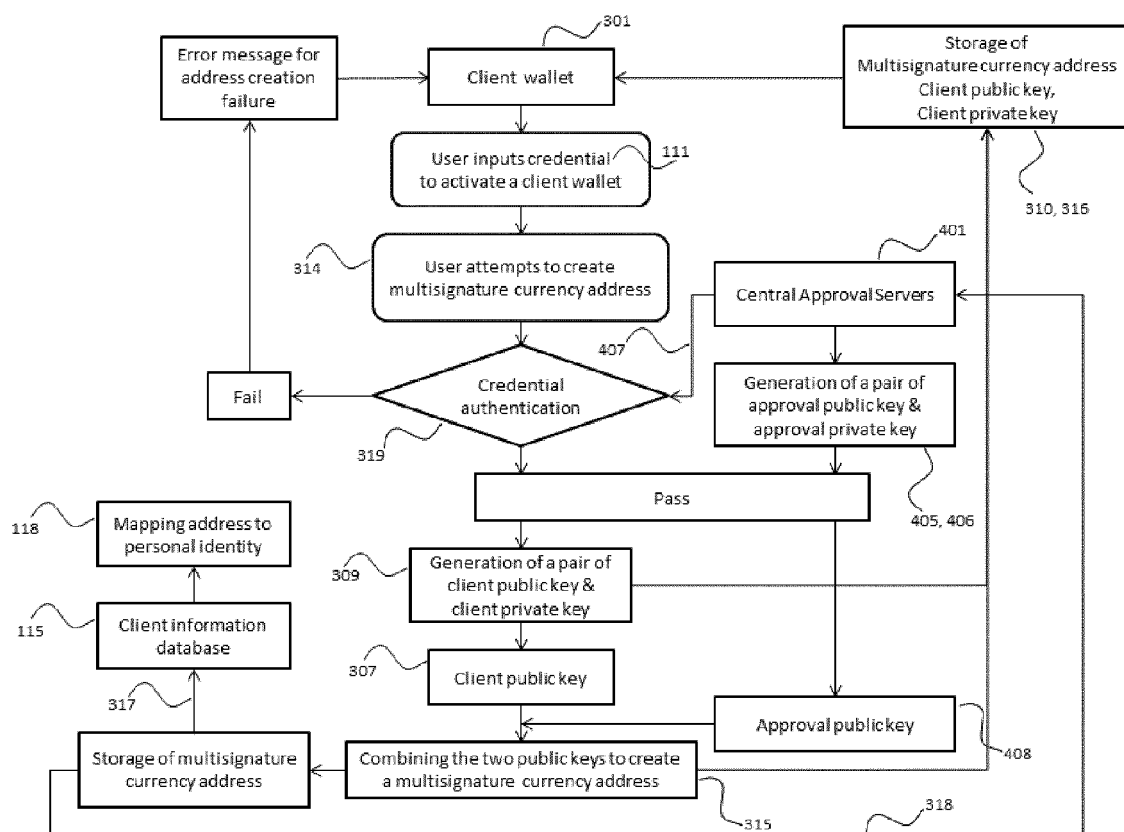 301
Error message for
address creation
failure
Client wallet
Storage of
Multisignature currency address
Client public key,
Client private key
310, 316
User inputs credential
to activate a client wallet
111
314
User attempts to create
multisignature currency address
401
Central Approval Servers
407
Fail
Credential
authentication
319
Generation of a pair of
approval public key &
approval private key
405, 406
Pass
118
Mapping address to
personal identity
309
Generation of a pair of
client public key &
client private key
115
Client information
database
307
Client public key
317
Approval public key
408
Storage of multisignature
currency address
Combining the two public keys to create
a multisignature currency address
315
318